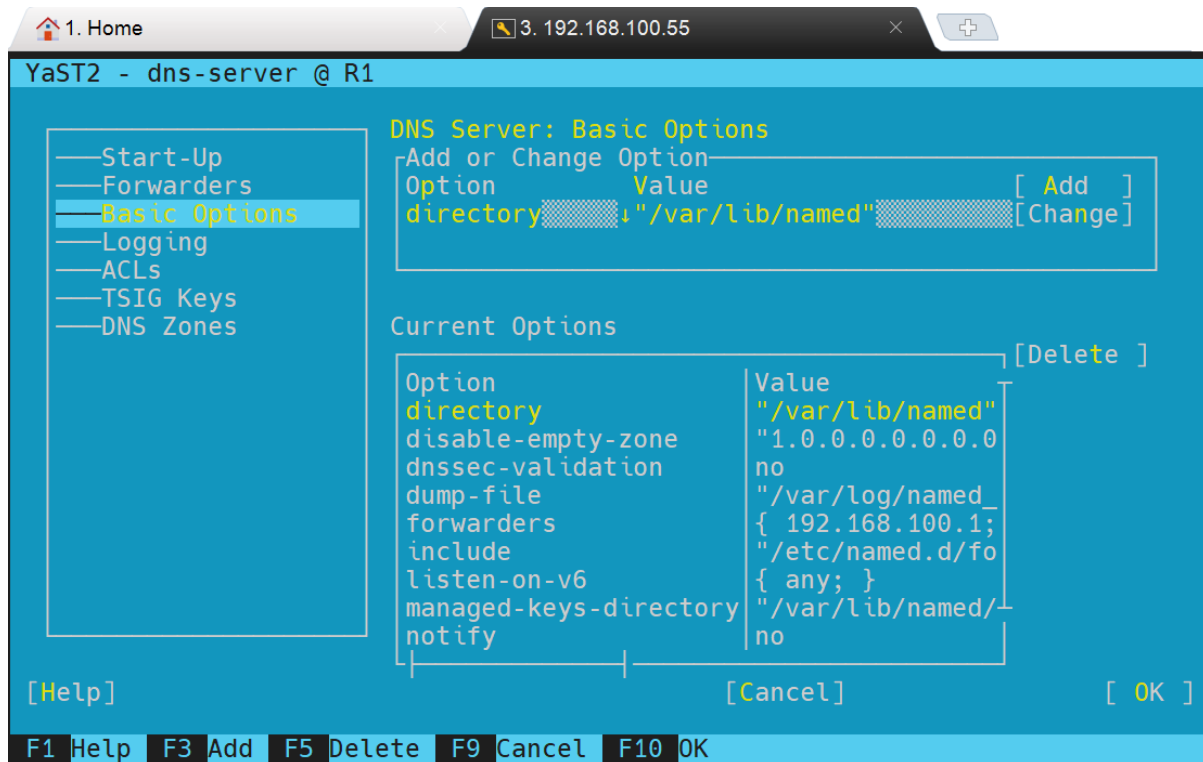 1. Home
3. 192.168.100.55
YaST2 - dns-server @ R1
Start-Up
Forwarders
Basic Options
Logging
ACLs
TSIG Keys
DNS Zones
DNS Server: Basic Options
Add or Change Option
Option Value [ Add ]
directory↓"/var/lib/named" [Change]
Current Options
[Delete ]
Option Value
directory "/var/lib/named"
disable-empty-zone "1.0.0.0.0.0.0.0
dnssec-validation no
dump-file "/var/log/named_
forwarders { 192.168.100.1;
include "/etc/named.d/fo
listen-on-v6 { any; }
managed-keys-directory "/var/lib/named/
notify no
[Help] [Cancel] [ OK ]
F1 Help F3 Add F5 Delete F9 Cancel F10 OK